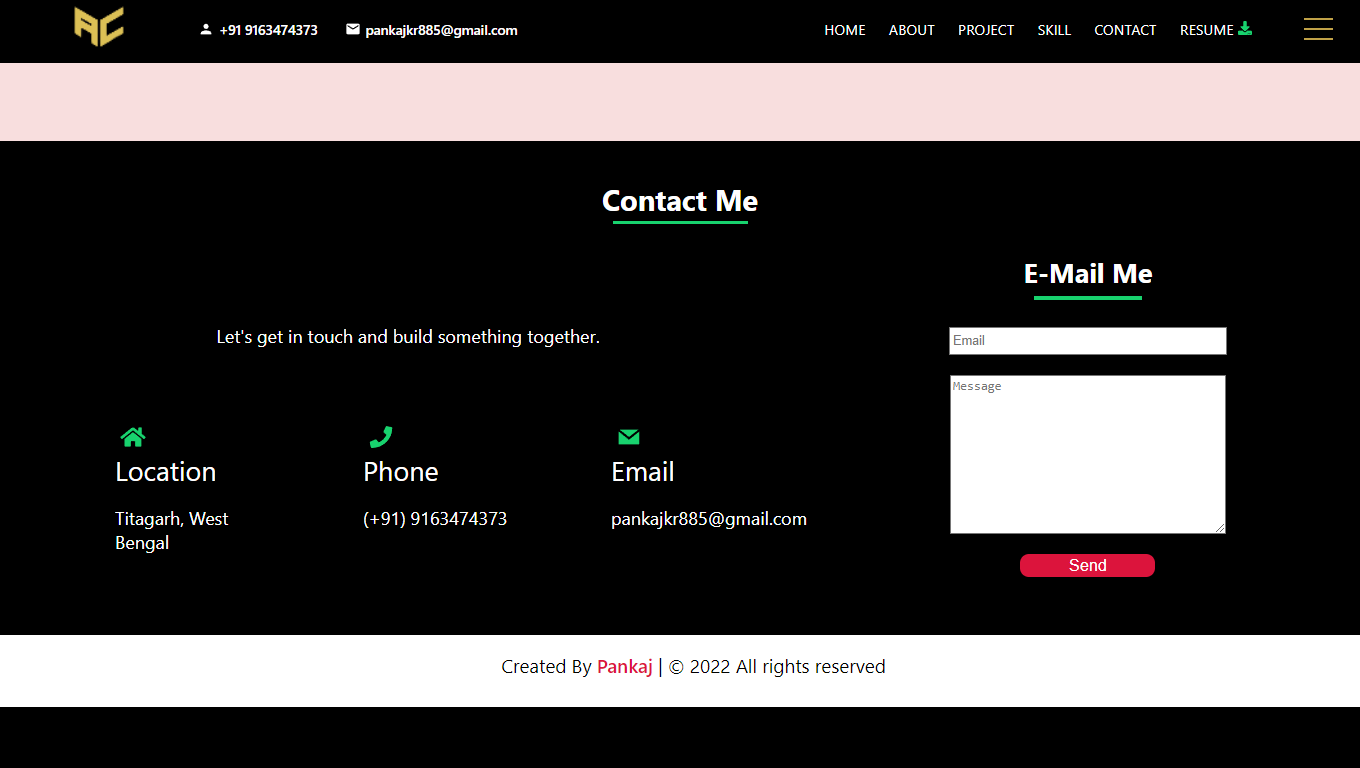 AC
+91 9163474373
pankajkr885@gmail.com
HOME
ABOUT
PROJECT
SKILL
CONTACT
RESUME
Contact Me
E-Mail Me
Let's get in touch and build something together.
Email
Message
Location
Phone
Email
Titagarh, West
Bengal
(+91) 9163474373
pankajkr885@gmail.com
Send
Created By Pankaj | © 2022 All rights reserved